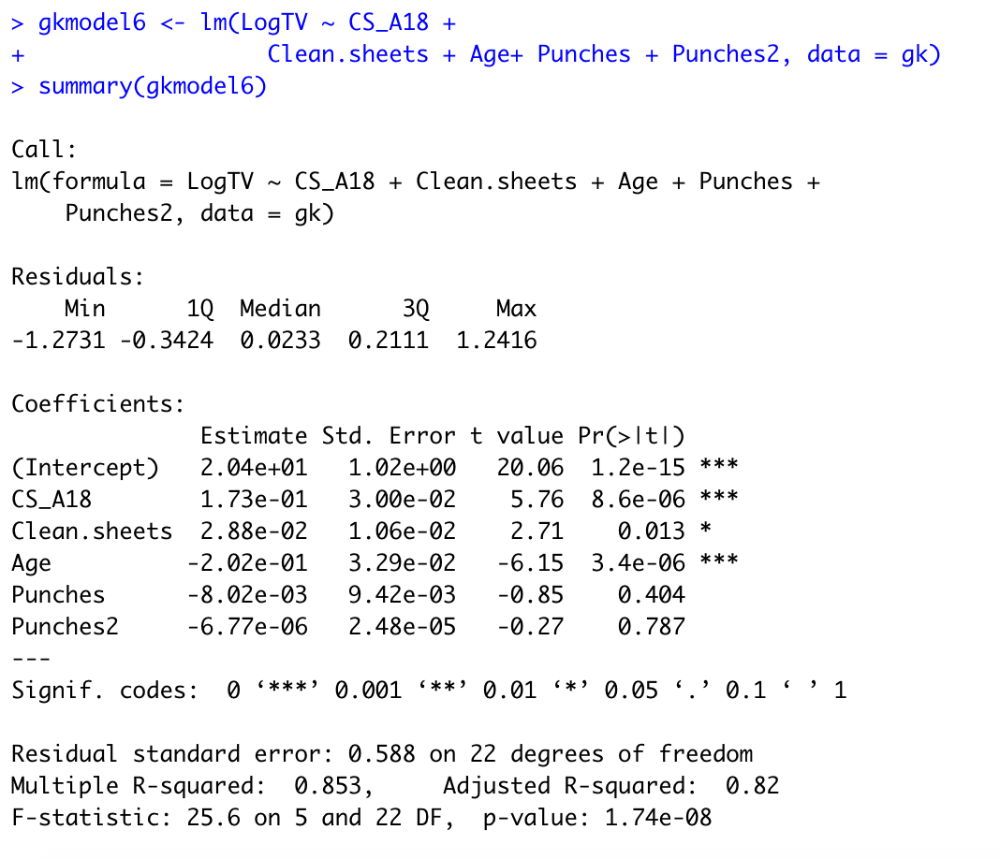 > gkmodel6 <- lm(LogTV ~ CS_A18 +
+                 Clean.sheets + Age+ Punches + Punches2, data = gk)
> summary(gkmodel6)

Call:
lm(formula = LogTV ~ CS_A18 + Clean.sheets + Age + Punches +
    Punches2, data = gk)

Residuals:
    Min      1Q  Median      3Q     Max
-1.2731 -0.3424  0.0233  0.2111  1.2416

Coefficients:
              Estimate Std. Error t value Pr(>|t|)
(Intercept)   2.04e+01   1.02e+00   20.06  1.2e-15 ***
CS_A18        1.73e-01   3.00e-02    5.76  8.6e-06 ***
Clean.sheets  2.88e-02   1.06e-02    2.71    0.013 *
Age          -2.02e-01   3.29e-02   -6.15  3.4e-06 ***
Punches      -8.02e-03   9.42e-03   -0.85    0.404
Punches2     -6.77e-06   2.48e-05   -0.27    0.787
---
Signif. codes:  0 ‘***’ 0.001 ‘**’ 0.01 ‘*’ 0.05 ‘.’ 0.1 ‘ ’ 1

Residual standard error: 0.588 on 22 degrees of freedom
Multiple R-squared:  0.853,     Adjusted R-squared:  0.82
F-statistic: 25.6 on 5 and 22 DF,  p-value: 1.74e-08